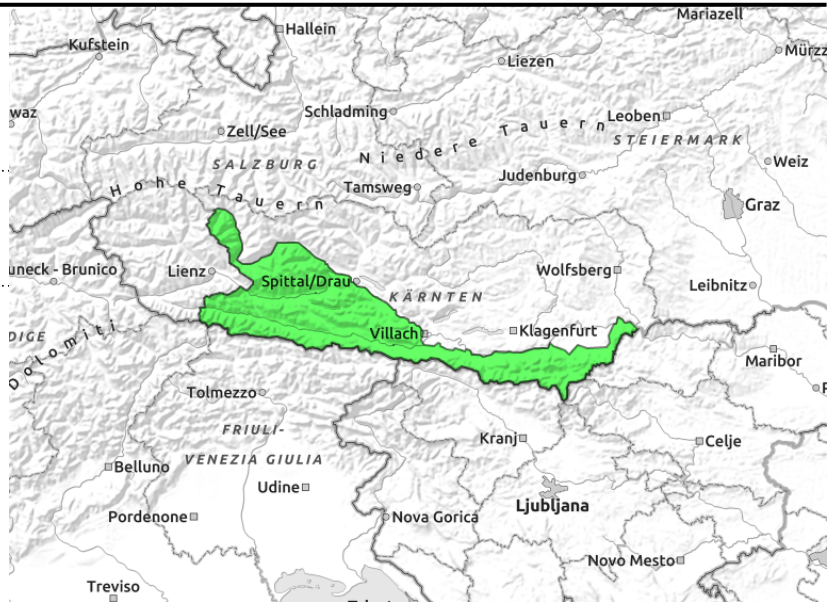 Mariazell
Hallein
Kufstein
Mürzz
Liezen
waz
Schladming
Leoben
Zell/See
Niedere Tauern
STEIERMARK
SALZBURG
Weiz
Hohe Tauern
Tamsweg
Judenburg
Graz
uneck - Brunico
Lienz
Spittal/Drau
Wolfsberg
Leibnitz
KÄRNTEN
DIGE
Dolomiti
Villach
Klagenfurt
Maribor
Tolmezzo
FRIULI-
VENEZIA GIULIA
Kranj
Celje
Belluno
Udine
Ljubljana
Pordenone
Nova Gorica
Novo Mesto
Treviso